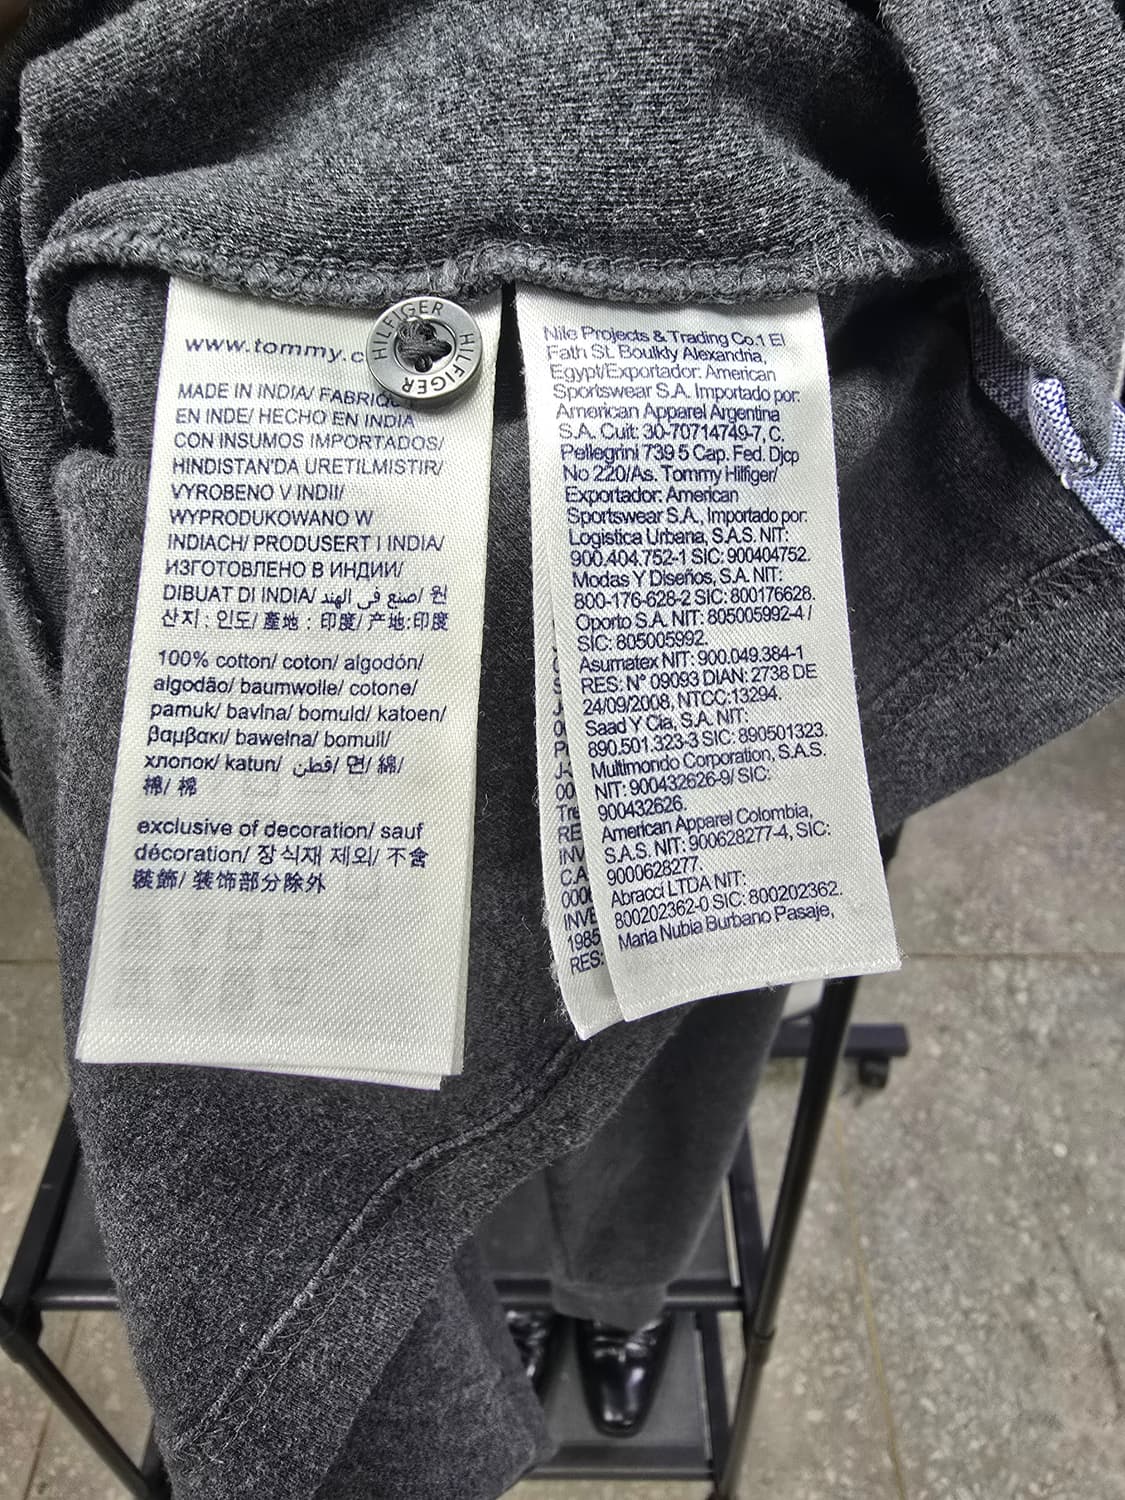 www.tommy.c
HILFIGER HILFIGER
MADE IN INDIA/ FABRIQU
EN INDE/ HECHO EN INDIA
CON INSUMOS IMPORTADOS/
HINDISTAN'DA URETILMISTIR/
VYROBENO V INDII/
WYPRODUKOWANO W
INDIACH/ PRODUSERT I INDIA/
ИЗГОТОВЛЕНО В ИНДИИ/
DIBUAT DI INDIA/ صنع في الهند/ 원
산지 : 인도/ 產地 : 印度/ 产地:印度
100% cotton/ coton/ algodón/
algodão/ baumwolle/ cotone/
pamuk/ bavlna/ bomuld/ katoen/
βαμβακι/ bawełna/ bomull/
хлопок/ katun/ قطن/ 면/ 綿/
棉/ 棉
exclusive of decoration/ sauf
décoration/ 장식재 제외/ 不含
裝飾/ 装饰部分除外
Nile Projects & Trading Co.1 El
Fath St. Boulkly Alexandria,
Egypt/Exportador: American
Sportswear S.A. Importado por:
American Apparel Argentina
S.A. Cuit: 30-70714749-7, C.
Pellegrini 739 5 Cap. Fed. Djcp
No 220/As. Tommy Hilfiger/
Exportador: American
Sportswear S.A., Importado por:
Logistica Urbana, S.A.S. NIT:
900.404.752-1 SIC: 900404752.
Modas Y Diseños, S.A. NIT:
800-176-628-2 SIC: 800176628.
Oporto S.A. NIT: 805005992-4 /
SIC: 805005992.
Asumatex NIT: 900.049.384-1
RES: N° 09093 DIAN: 2738 DE
24/09/2008, NTCC:13294.
Saad Y Cia, S.A. NIT:
890.501.323-3 SIC: 890501323.
Multimondo Corporation, S.A.S.
NIT: 900432626-9/ SIC:
900432626.
American Apparel Colombia,
S.A.S. NIT: 900628277-4, SIC:
9000628277.
Abracci LTDA NIT:
800202362-0 SIC: 800202362.
Maria Nubia Burbano Pasaje,
J-
00
Tre
RE
INV
C.A
000
INVE
1985
RES: